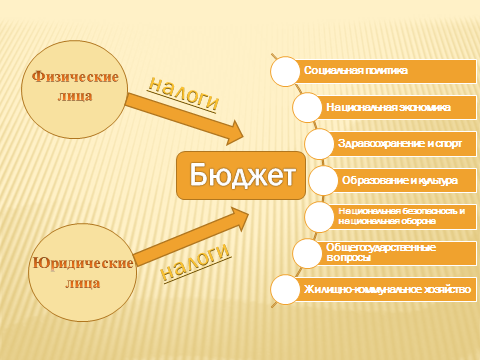 Физические
лица
налоги
Бюджет
Юридические
лица
налоги
Социальная политика
Национальная экономика
Здравоохранение и спорт
Образование и культура
Национальная безопасность и
национальная оборона
Общегосударственные
вопросы
Жилищно-коммунальное хозяйство